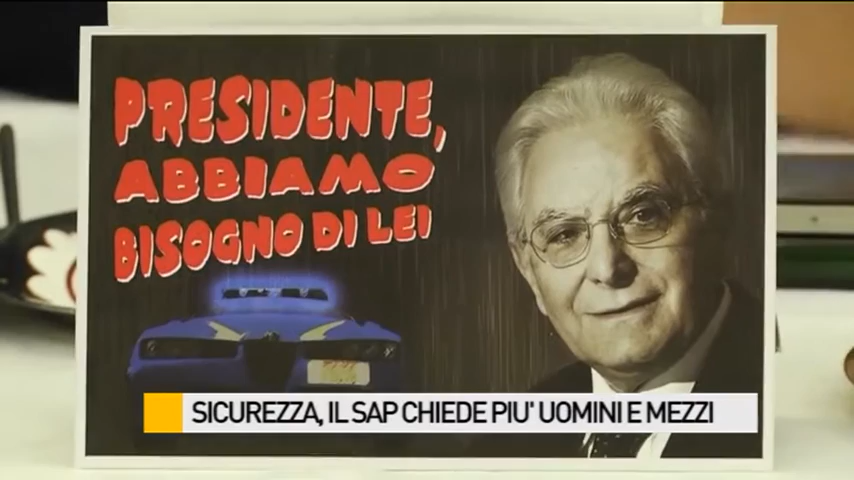 PRESIDENTE,
ABBIAMO
BISOGNO DI LEI
SICUREZZA, IL SAP CHIEDE PIU' UOMINI E MEZZI